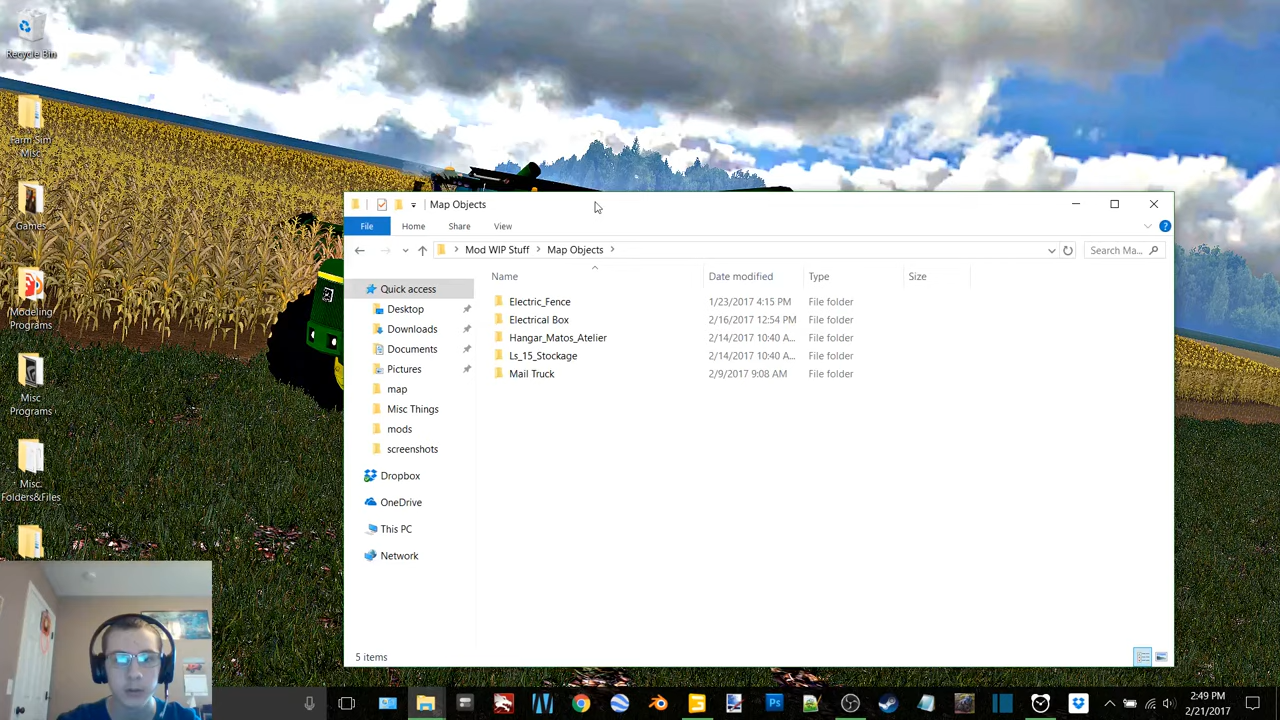 Recycle Bin
Farm Sim
Misc.
Games
Modeling
Programs
Misc
Programs
Misc.
Folders&Files
Map Objects
File
Home
Share
View
Mod WIP Stuff
Map Objects
Search Ma...
Name
Date modified
Type
Size
Electric_Fence 1/23/2017 4:15 PM File folder
Electrical Box 2/16/2017 12:54 PM File folder
Hangar_Matos_Atelier 2/14/2017 10:40 A... File folder
Ls_15_Stockage 2/14/2017 10:40 A... File folder
Mail Truck 2/9/2017 9:08 AM File folder
Quick access
Desktop
Downloads
Documents
Pictures
map
Misc Things
mods
screenshots
Dropbox
OneDrive
This PC
Network
5 items
Ps
2:49 PM
2/21/2017